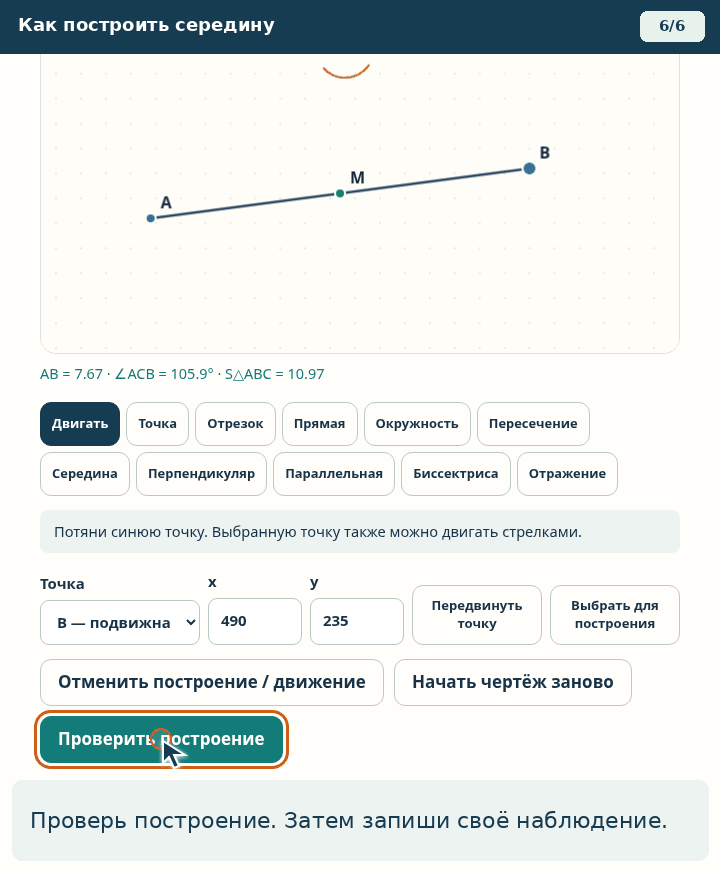 Как построить середину
6/6
B
M
A
AB = 7.67 · ∠ACB = 105.9° · S△ABC = 10.97
Двигать
Точка
Отрезок
Прямая
Окружность
Пересечение
Середина
Перпендикуляр
Параллельная
Биссектриса
Отражение
Потяни синюю точку. Выбранную точку также можно двигать стрелками.
Точка
x
y
B — подвижна
490
235
Передвинуть
точку
Выбрать для
построения
Отменить построение / движение
Начать чертёж заново
Проверить построение
Проверь построение. Затем запиши своё наблюдение.